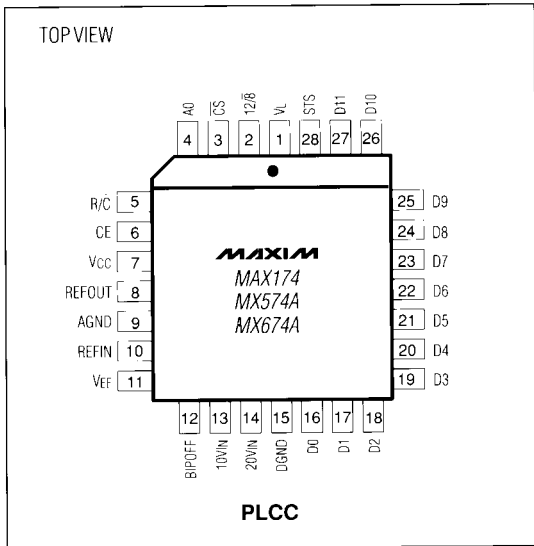 TOP VIEW
A0
C̅S̅
12/8̅
VL
STS
D11
D10
4
3
2
1
28
27
26
R/C̅ 5
CE 6
VCC 7
REFOUT 8
AGND 9
REFIN 10
VEE 11
25 D9
24 D8
23 D7
22 D6
21 D5
20 D4
19 D3
MAXIM
MAX174
MX574A
MX674A
12
13
14
15
16
17
18
BIPOFF
10VIN
20VIN
DGND
D0
D1
D2
PLCC